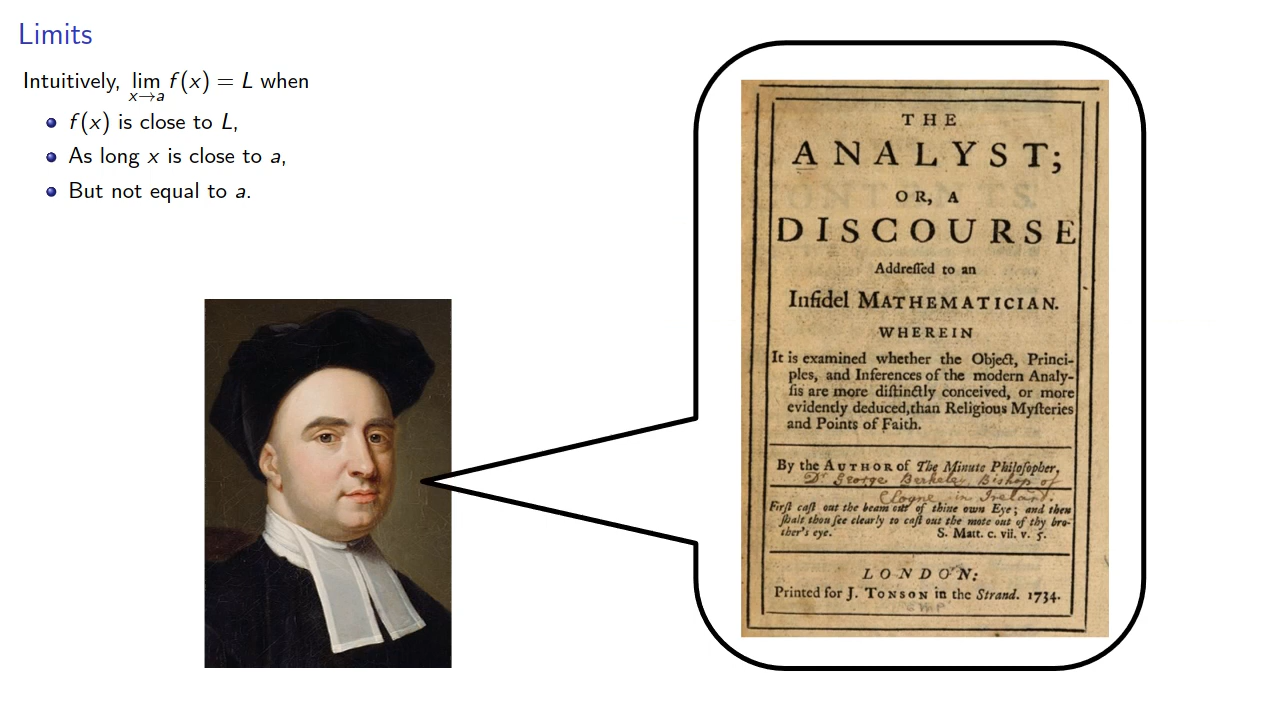 Limits
Intuitively, lim f(x) = L when
x→a
f(x) is close to L,
As long x is close to a,
But not equal to a.
THE
ANALYST;
OR, A
DISCOURSE
Addreſſed to an
Infidel MATHEMATICIAN.
WHEREIN
It is examined whether the Object, Princi-
ples, and Inferences of the modern Analy-
ſis are more diſtinctly conceived, or more
evidently deduced, than Religious Myſteries
and Points of Faith.
By the AUTHOR of The Minute Philoſopher,
Dr George Berkeley, Bishop of
Cloyne in Ireland.
Firſt caſt out the beam out of thine own Eye; and then
ſhalt thou ſee clearly to caſt out the mote out of thy bro-
ther's eye. S. Matt. c. vii. v. 5.
LONDON:
Printed for J. TONSON in the Strand. 1734.